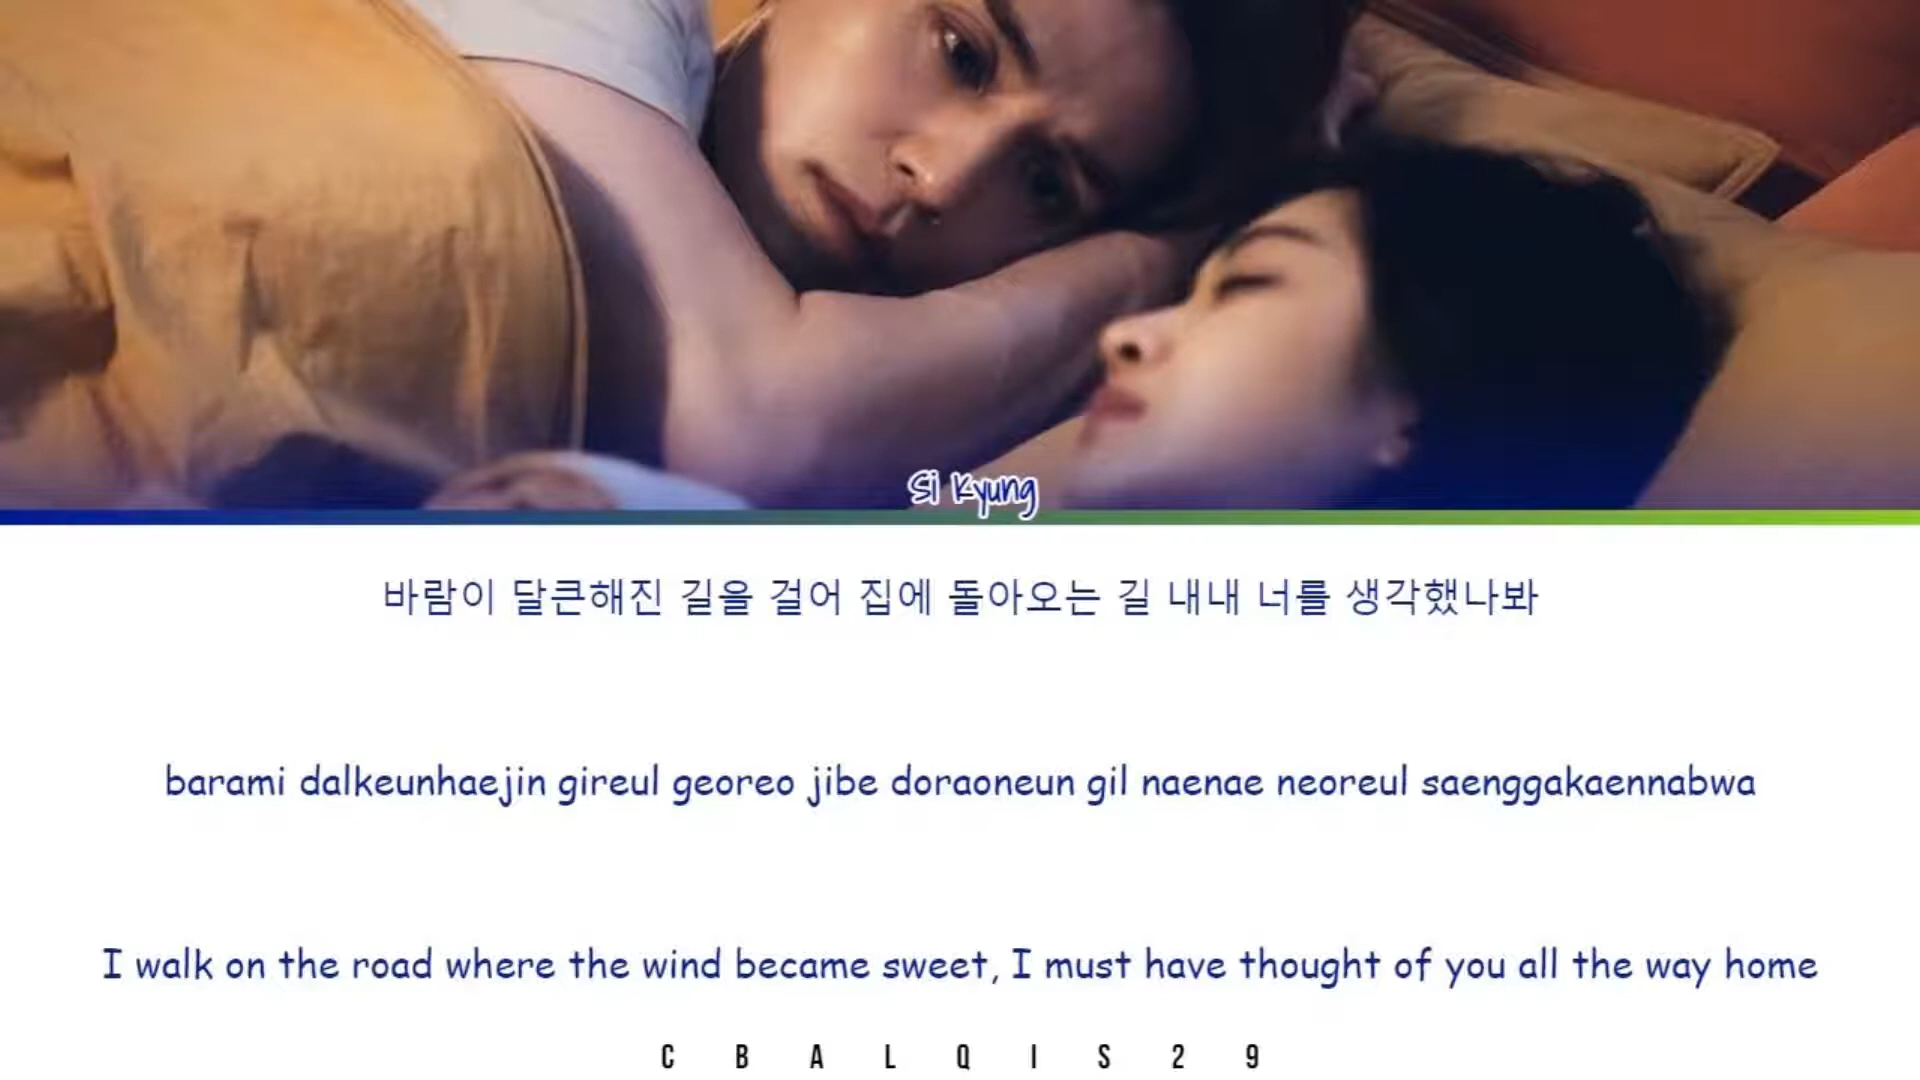 Si Kyung
바람이 달큰해진 길을 걸어 집에 돌아오는 길 내내 너를 생각했나봐
barami dalkeunhaejin gireul georeo jibe doraoneun gil naenae neoreul saenggakaennabwa
I walk on the road where the wind became sweet, I must have thought of you all the way home
CBALQIS29